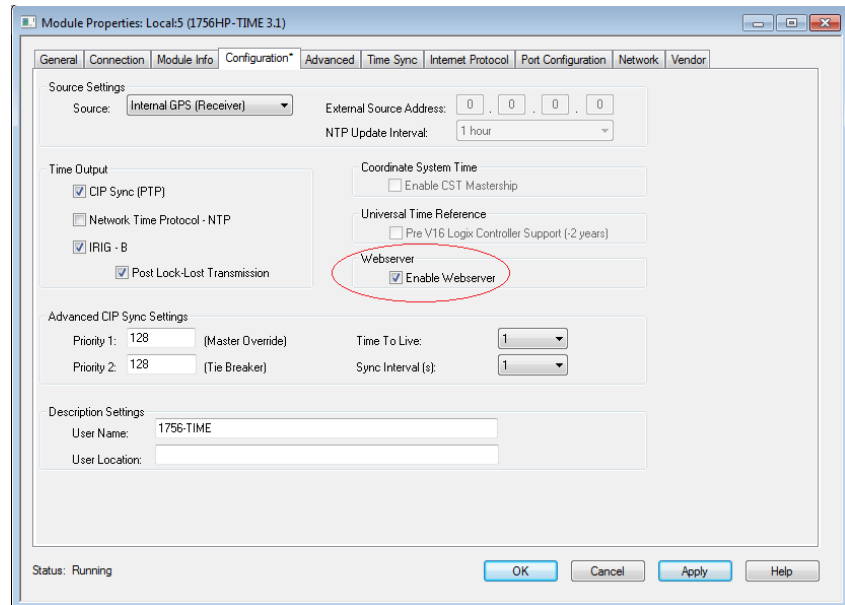 Module Properties: Local:5 (1756HP-TIME 3.1)
General Connection Module Info Configuration* Advanced Time Sync Internet Protocol Port Configuration Network Vendor
Source Settings
Source: Internal GPS (Receiver)
External Source Address: 0 . 0 . 0 . 0
NTP Update Interval: 1 hour
Time Output
CIP Sync (PTP)
Network Time Protocol - NTP
IRIG - B
Post Lock-Lost Transmission
Coordinate System Time
Enable CST Mastership
Universal Time Reference
Pre V16 Logix Controller Support (-2 years)
Webserver
Enable Webserver
Advanced CIP Sync Settings
Priority 1: 128 (Master Override)
Priority 2: 128 (Tie Breaker)
Time To Live: 1
Sync Interval (s): 1
Description Settings
User Name: 1756-TIME
User Location:
Status: Running
OK Cancel Apply Help